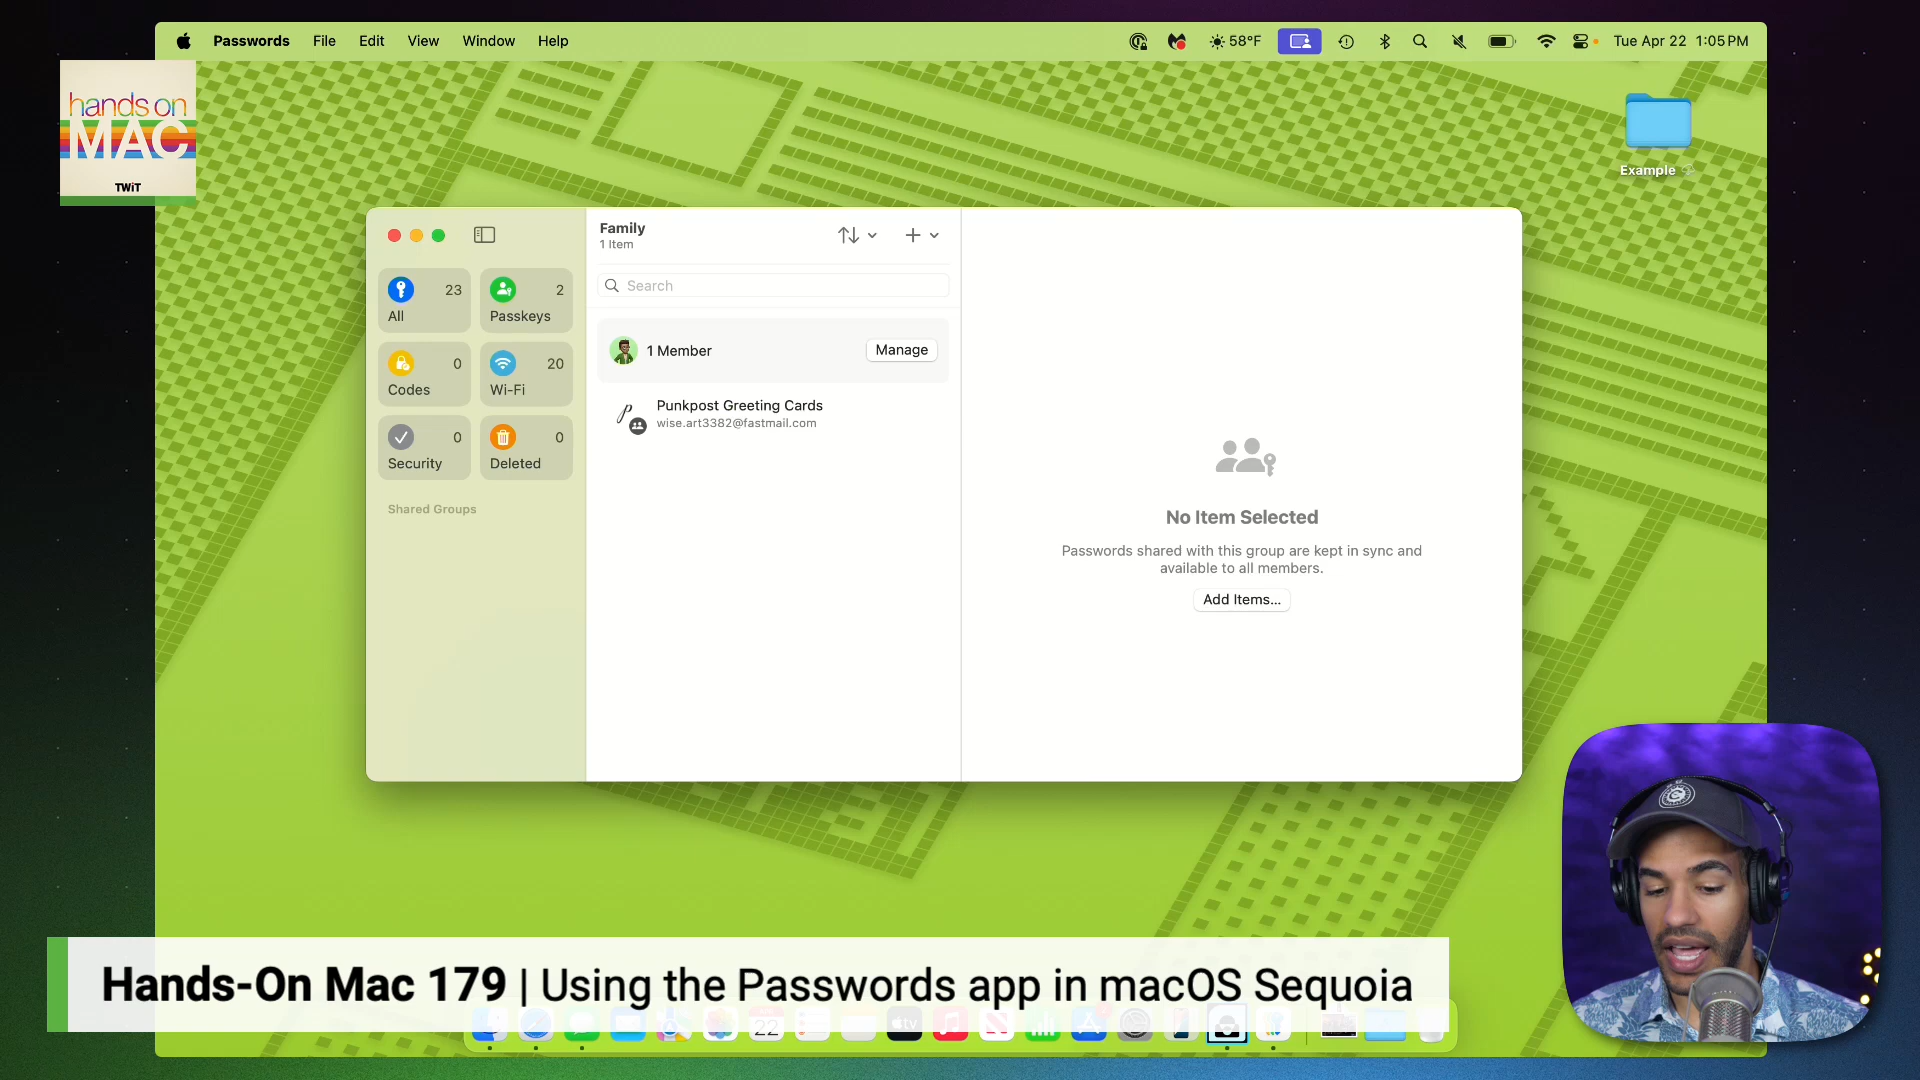 Passwords File Edit View Window Help
58°F
Tue Apr 22 1:05 PM
hands on
MAC
TWiT
Example
Family
1 Item
Search
23
All
2
Passkeys
0
Codes
20
Wi-Fi
0
Security
0
Deleted
Shared Groups
1 Member
Manage
Punkpost Greeting Cards
wise.art3382@fastmail.com
No Item Selected
Passwords shared with this group are kept in sync and
available to all members.
Add Items...
Hands-On Mac 179 | Using the Passwords app in macOS Sequoia
22
tv